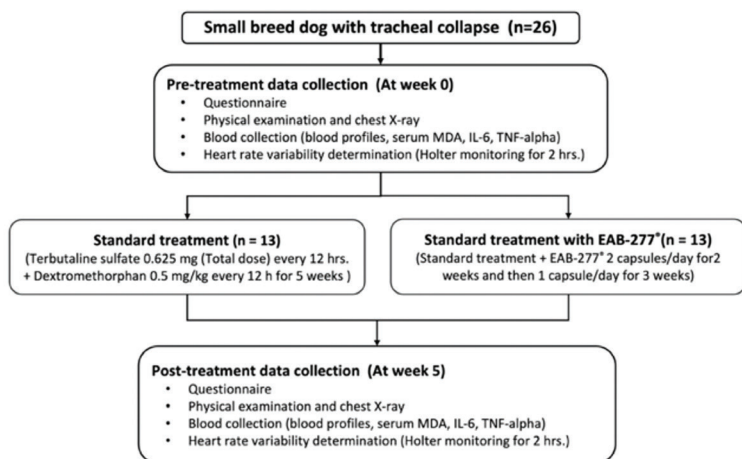 Small breed dog with tracheal collapse (n=26)
Pre-treatment data collection (At week 0)
• Questionnaire
• Physical examination and chest X-ray
• Blood collection (blood profiles, serum MDA, IL-6, TNF-alpha)
• Heart rate variability determination (Holter monitoring for 2 hrs.)
Standard treatment (n = 13)
(Terbutaline sulfate 0.625 mg (Total dose) every 12 hrs.
+ Dextromethorphan 0.5 mg/kg every 12 h for 5 weeks )
Standard treatment with EAB-277*(n = 13)
(Standard treatment + EAB-277* 2 capsules/day for2
weeks and then 1 capsule/day for 3 weeks)
Post-treatment data collection (At week 5)
• Questionnaire
• Physical examination and chest X-ray
• Blood collection (blood profiles, serum MDA, IL-6, TNF-alpha)
• Heart rate variability determination (Holter monitoring for 2 hrs.)